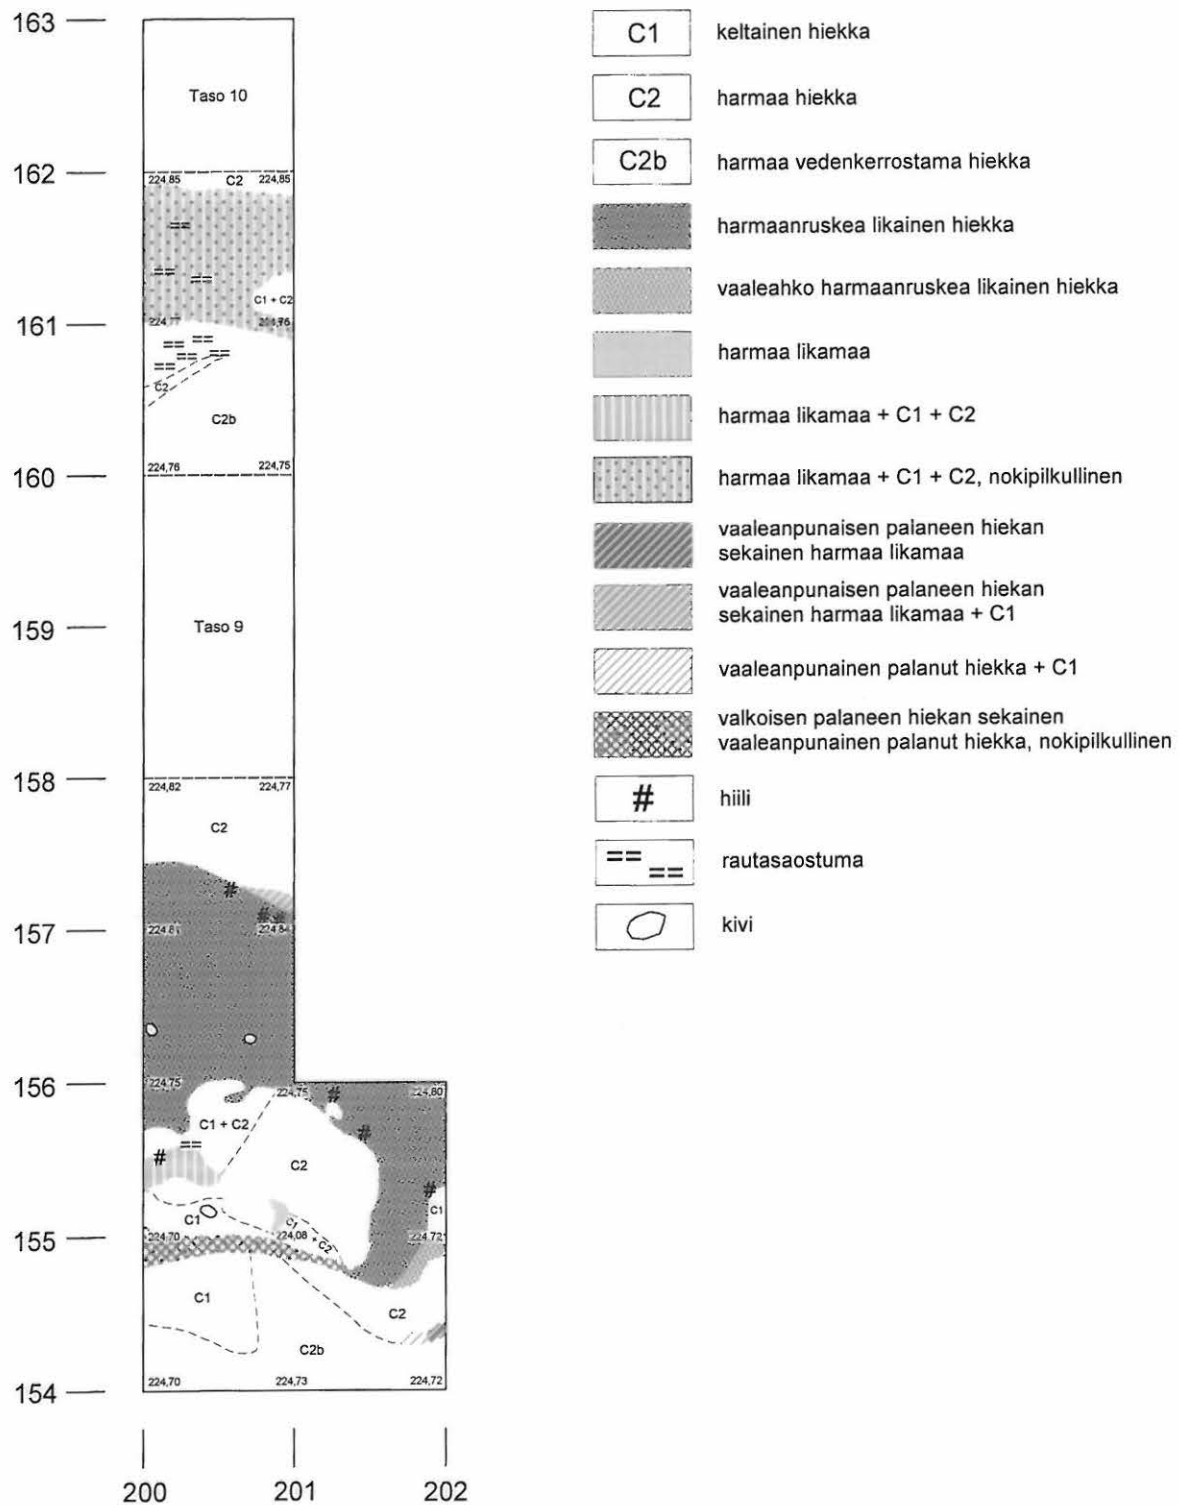 163
Taso 10
162
224,85 C2 224,85
==
== ==
C1 + C2
224,77 224,76
161
==
== ==
== ==
C2
C2b
224,76 224,75
160
159
Taso 9
158
224,82 224,77
C2
#
# #
157
224,81 224,84
156
224,75 224,75 # 224,80
C1 + C2 #
==
# C2
#
C1
C1
C1 + C2
155
224,70 224,08 224,72
C1
C2
C2b
154
224,70 224,73 224,72
200 201 202
C1 keltainen hiekka
C2 harmaa hiekka
C2b harmaa vedenkerrostama hiekka
harmaanruskea likainen hiekka
vaaleahko harmaanruskea likainen hiekka
harmaa likamaa
harmaa likamaa + C1 + C2
harmaa likamaa + C1 + C2, nokipilkullinen
vaaleanpunaisen palaneen hiekan
sekainen harmaa likamaa
vaaleanpunaisen palaneen hiekan
sekainen harmaa likamaa + C1
vaaleanpunainen palanut hiekka + C1
valkoisen palaneen hiekan sekainen
vaaleanpunainen palanut hiekka, nokipilkullinen
# hiili
== == rautasaostuma
kivi